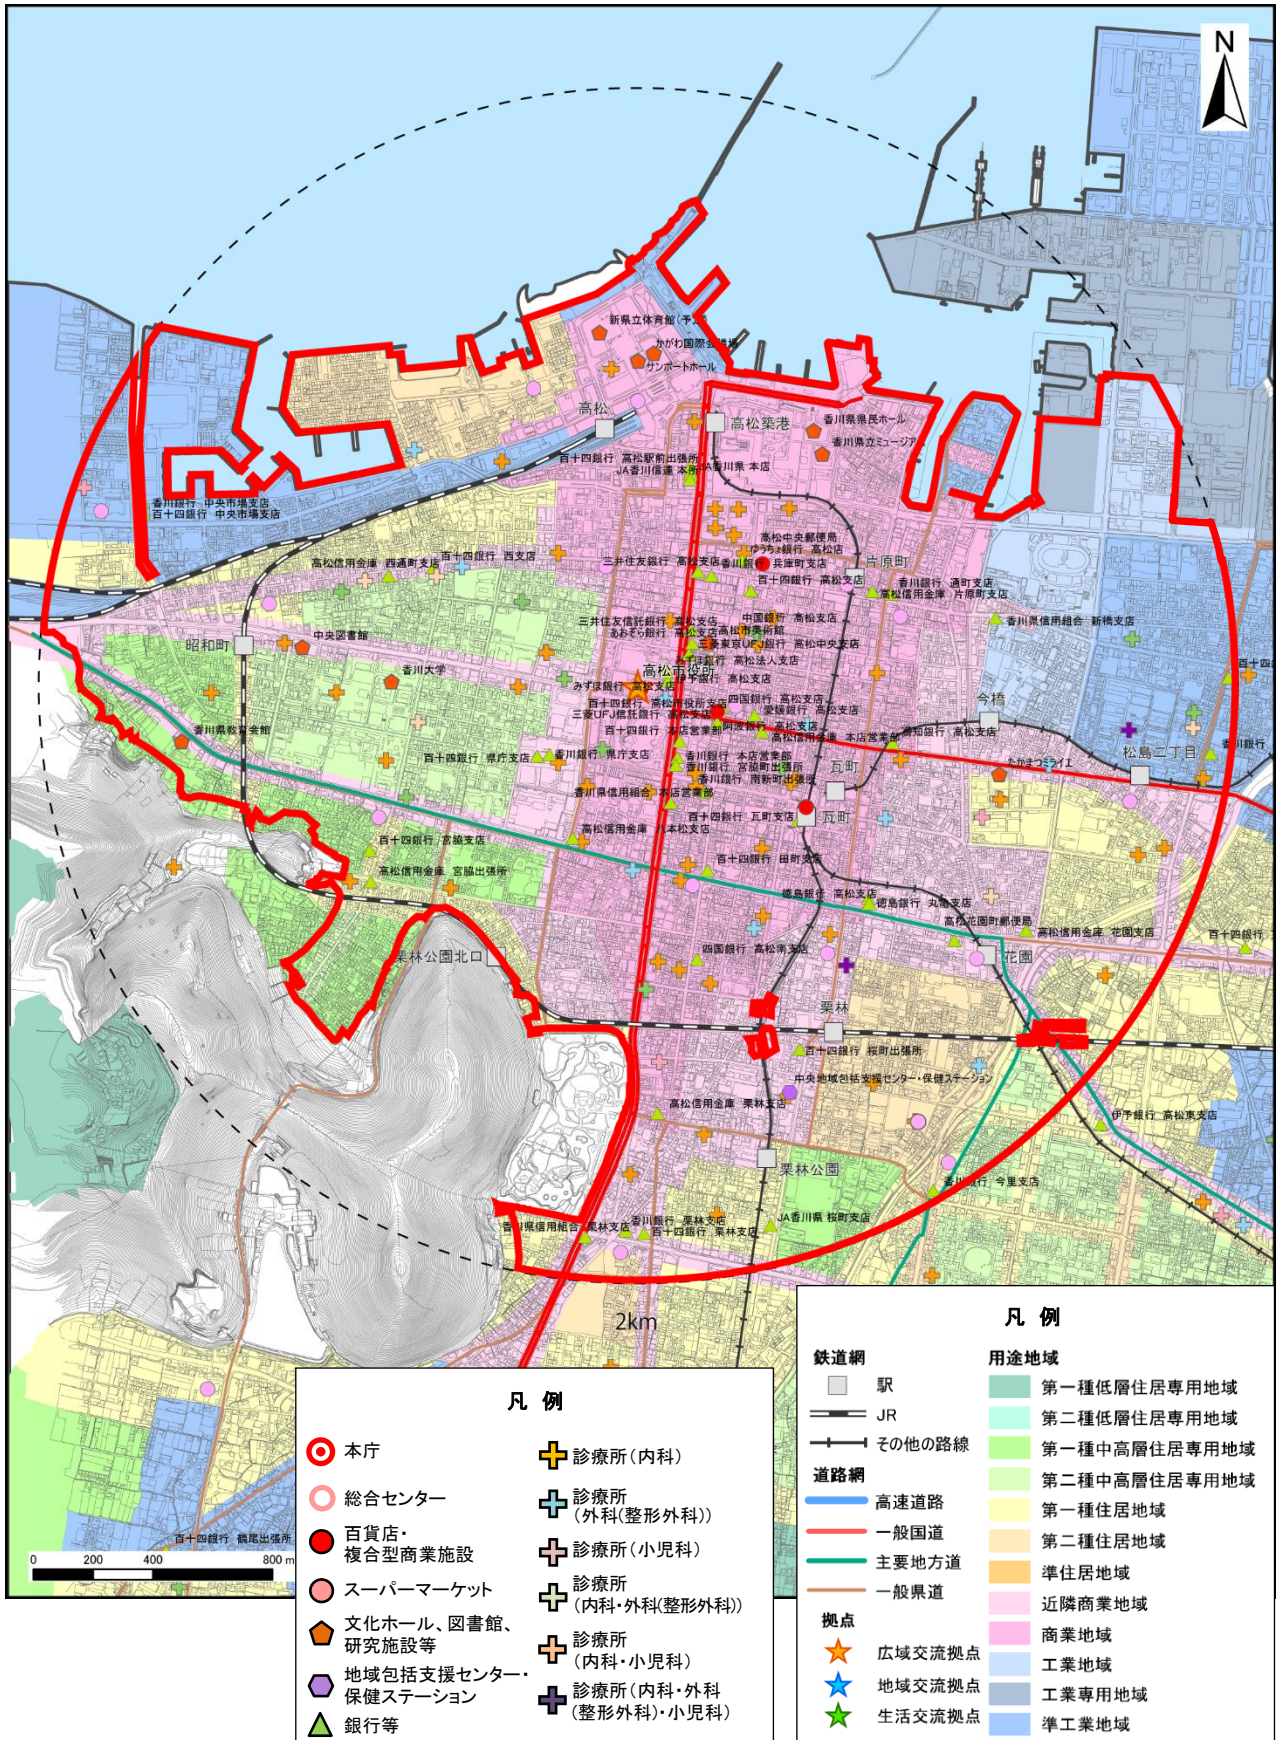 N
新県立体育館(予定)
かがわ国際会議場
サンポートホール
高松
高松築港
香川県県民ホール
香川県立ミュージアム
百十四銀行 高松駅前出張所
JA香川信連 本所
JA香川県 本店
香川銀行 中央市場支店
百十四銀行 中央市場支店
高松中央郵便局
ゆうちょ銀行 高松店
片原町
百十四銀行 西支店
高松信用金庫 西通町支店
三井住友銀行 高松支店
香川銀行 兵庫町支店
百十四銀行 高松支店
香川銀行 通町支店
高松信用金庫 片原町支店
三井住友信託銀行 高松支店
中国銀行 高松支店
あおぞら銀行 高松支店
高松市美術館
香川県信用組合 新橋支店
三菱東京UFJ銀行 高松中央支店
昭和町
中央図書館
みずほ銀行 高松法人支店
高松市役所
香川大学
伊予銀行 高松支店
みずほ銀行 高松支店
百十四銀行 高松市役所支店
四国銀行 高松支店
三菱UFJ信託銀行 高松支店
愛媛銀行 高松支店
今橋
香川県教育会館
百十四銀行 本店営業部
阿波銀行 高松支店
高松信用金庫 本店営業部
高知銀行 高松支店
松島二丁目
香川銀行
百十四銀行 県庁支店
香川銀行 県庁支店
香川銀行 本店営業部
香川銀行 宮脇町出張所
瓦町
たかまつミライエ
香川銀行 南新町出張所
香川県信用組合 本店営業部
百十四銀行 瓦町支店
瓦町
高松信用金庫 八本松支店
百十四銀行 宮脇支店
百十四銀行 田町支店
高松信用金庫 宮脇出張所
徳島銀行 高松支店
徳島銀行 丸亀支店
高松花園町郵便局
高松信用金庫 花園支店
百十四銀行
栗林公園北口
四国銀行 高松南支店
花園
栗林
百十四銀行 桜町出張所
中央地域包括支援センター・保健ステーション
高松信用金庫 栗林支店
伊予銀行 高松東支店
栗林公園
香川銀行 今里支店
香川県信用組合 栗林支店
香川銀行 栗林支店
百十四銀行 栗林支店
JA香川県 桜町支店
2km
百十四銀行 鶴尾出張所
0 200 400 800 m
凡 例
本庁
総合センター
百貨店・
複合型商業施設
スーパーマーケット
文化ホール、図書館、
研究施設等
地域包括支援センター・
保健ステーション
銀行等
診療所(内科)
診療所
(外科(整形外科))
診療所(小児科)
診療所
(内科・外科(整形外科))
診療所
(内科・小児科)
診療所(内科・外科
(整形外科)・小児科)
凡 例
鉄道網
駅
JR
その他の路線
道路網
高速道路
一般国道
主要地方道
一般県道
拠点
広域交流拠点
地域交流拠点
生活交流拠点
用途地域
第一種低層住居専用地域
第二種低層住居専用地域
第一種中高層住居専用地域
第二種中高層住居専用地域
第一種住居地域
第二種住居地域
準住居地域
近隣商業地域
商業地域
工業地域
工業専用地域
準工業地域